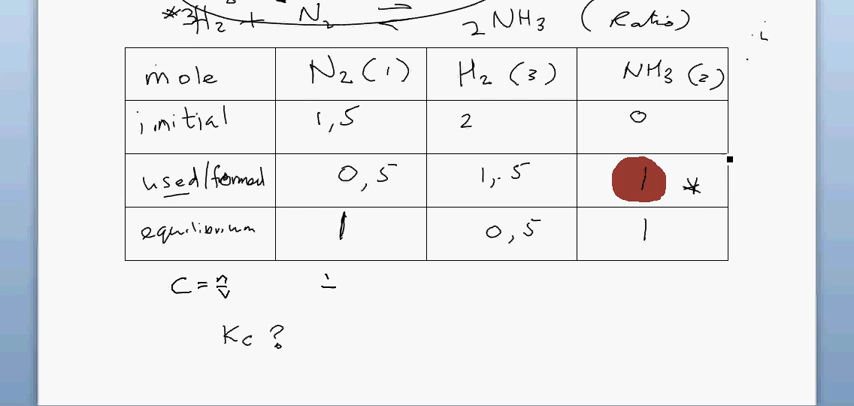 *3H₂ + N₂ ⇌ 2NH₃ (Ratio)
mole N₂(1) H₂(3) NH₃(2)
initial 1,5 2 0
used/formed 0,5 1,5 1 *
equilibrium 1 0,5 1
C = n/v
Kc ?